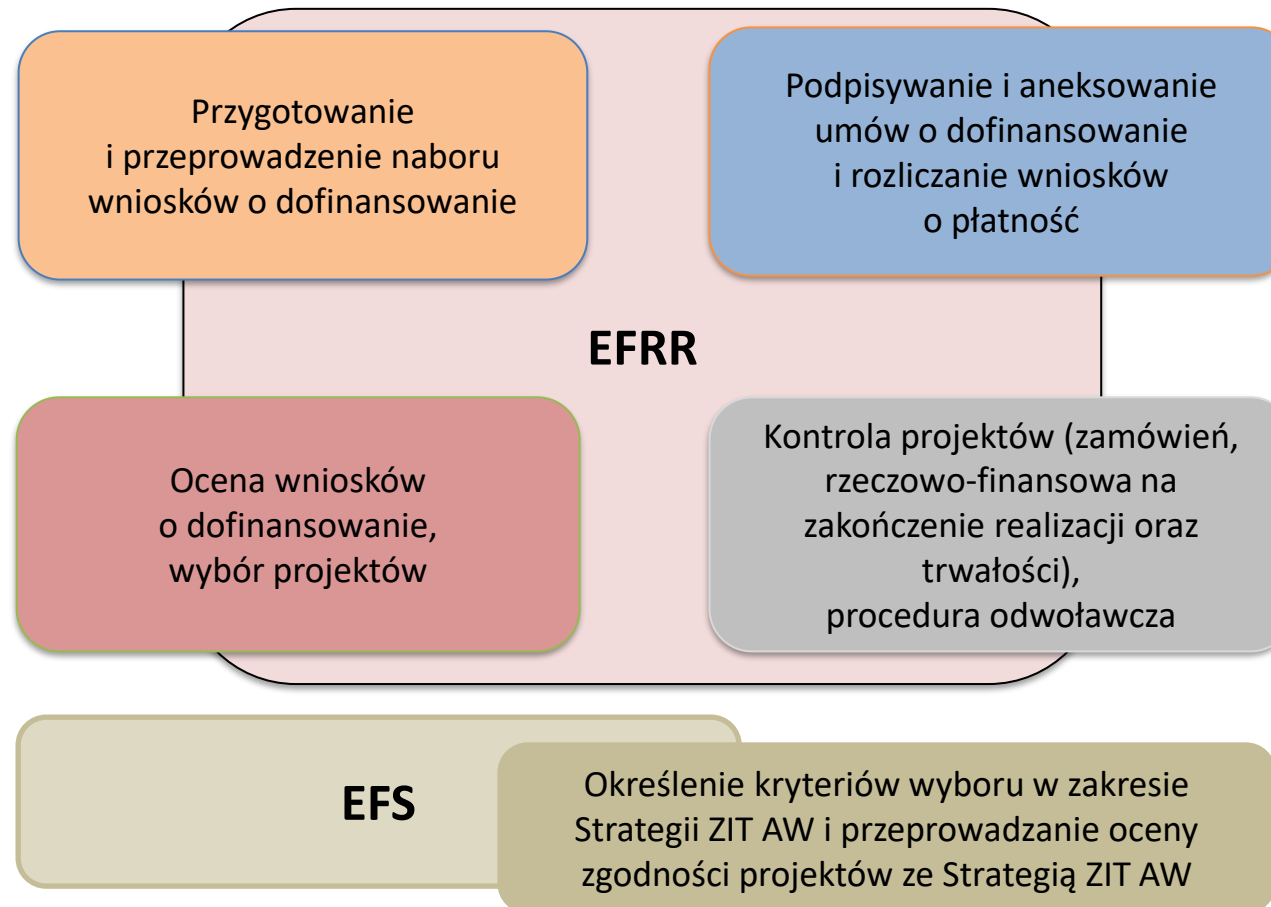 Przygotowanie
i przeprowadzenie naboru
wniosków o dofinansowanie
Podpisywanie i aneksowanie
umów o dofinansowanie
i rozliczanie wniosków
o płatność
EFRR
Ocena wniosków
o dofinansowanie,
wybór projektów
Kontrola projektów (zamówień,
rzeczowo-finansowa na
zakończenie realizacji oraz
trwałości),
procedura odwoławcza
EFS
Określenie kryteriów wyboru w zakresie
Strategii ZIT AW i przeprowadzanie oceny
zgodności projektów ze Strategią ZIT AW